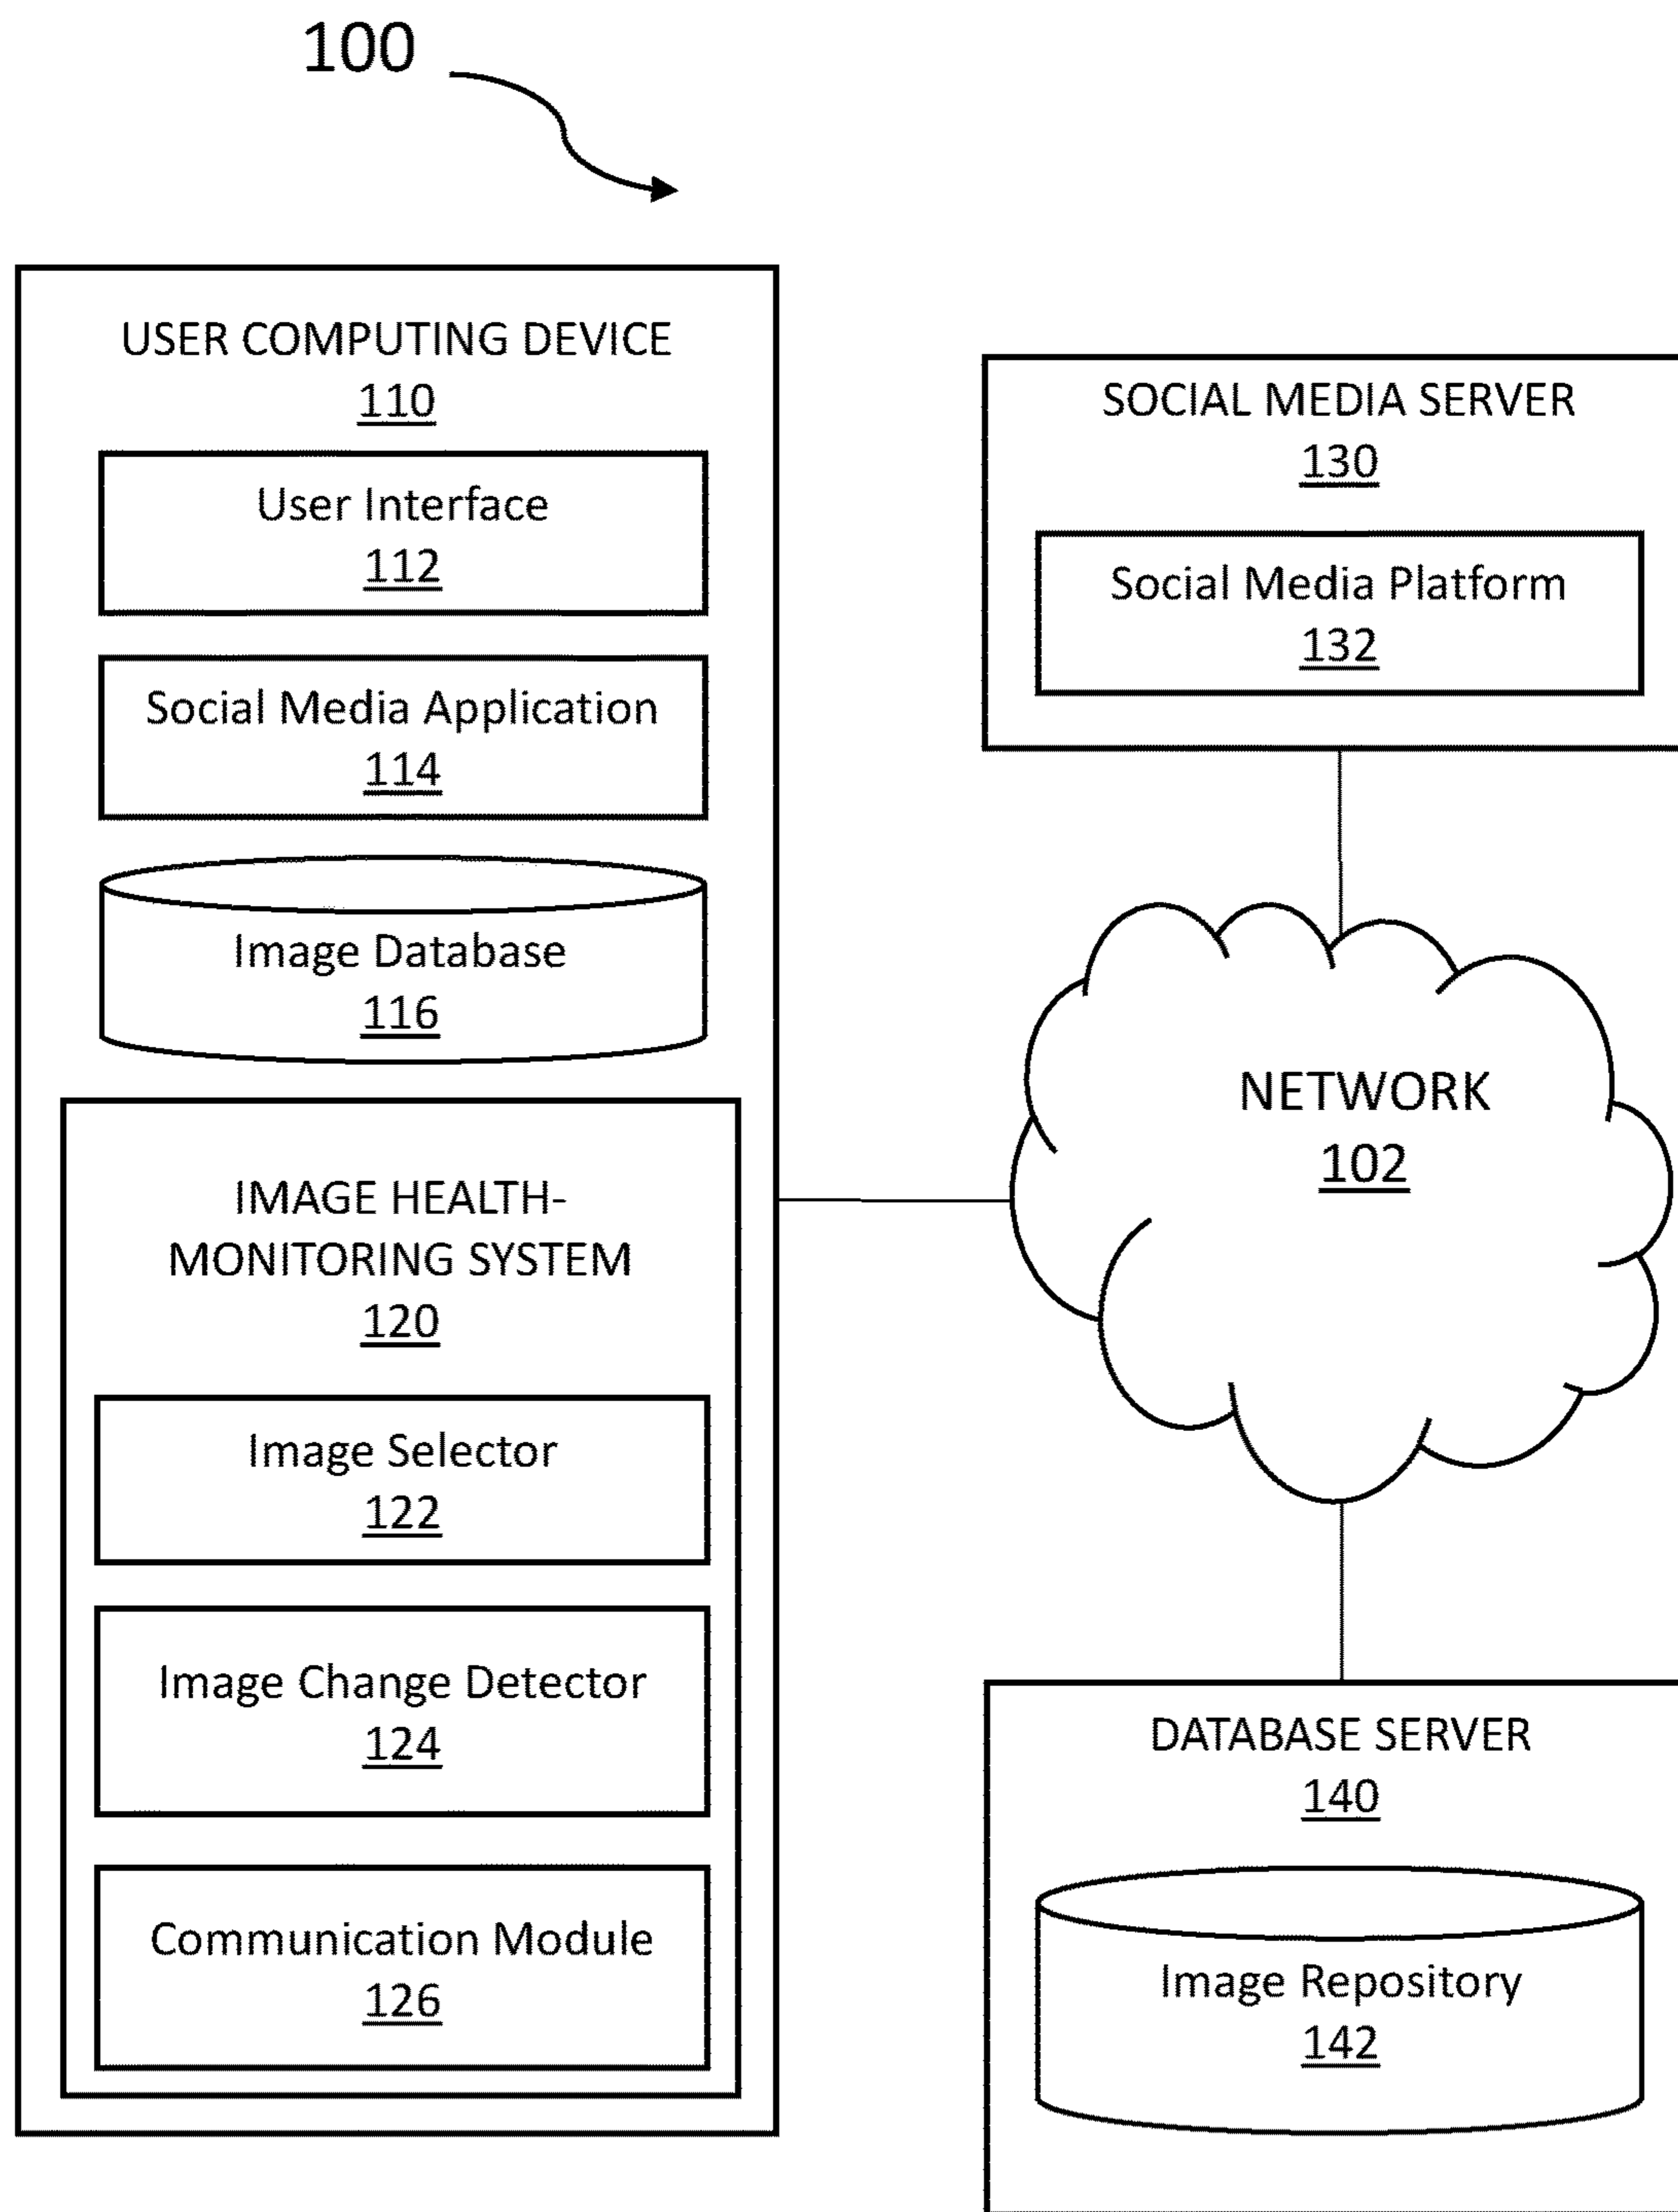 100
USER COMPUTING DEVICE
110
User Interface
112
Social Media Application
114
Image Database
116
IMAGE HEALTH-
MONITORING SYSTEM
120
Image Selector
122
Image Change Detector
124
Communication Module
126
SOCIAL MEDIA SERVER
130
Social Media Platform
132
NETWORK
102
DATABASE SERVER
140
Image Repository
142